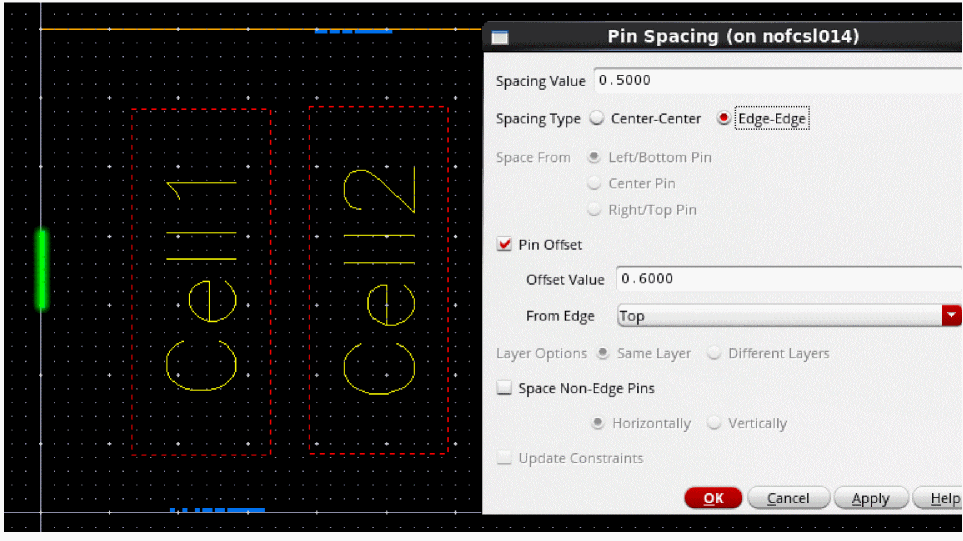 Pin Spacing (on nofcsl014)
Spacing Value 0.5000
Spacing Type Center-Center Edge-Edge
Space From Left/Bottom Pin
Center Pin
Right/Top Pin
Pin Offset
Offset Value 0.6000
From Edge Top
Layer Options Same Layer Different Layers
Space Non-Edge Pins
Horizontally Vertically
Update Constraints
OK Cancel Apply Help
Cell1
Cell2